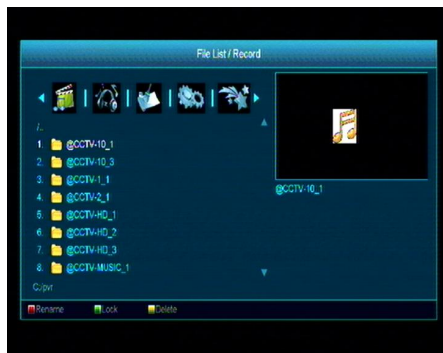 File List / Record
/..
1. @CCTV-10_1
2. @CCTV-10_3
3. @CCTV-1_1
4. @CCTV-2_1
5. @CCTV-HD_1
6. @CCTV-HD_2
7. @CCTV-HD_3
8. @CCTV-MUSIC_1
@CCTV-10_1
C:/pvr
Rename Lock Delete